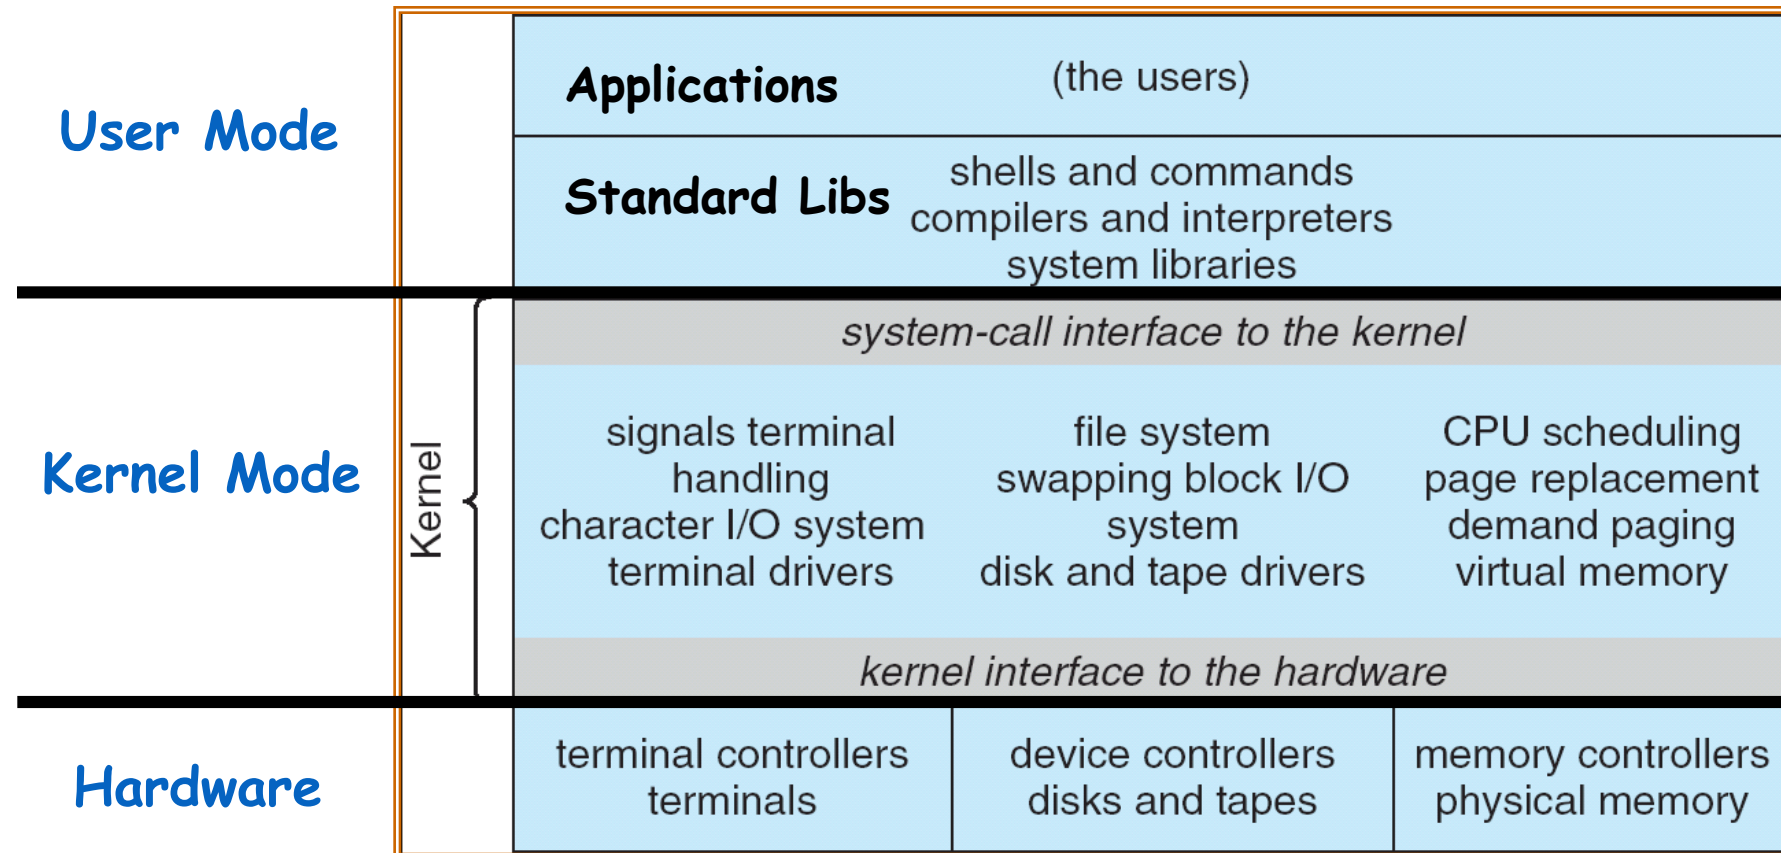 User Mode
Applications
(the users)
Standard Libs
shells and commands
compilers and interpreters
system libraries
Kernel Mode
Kernel
system-call interface to the kernel
signals terminal
handling
character I/O system
terminal drivers
file system
swapping block I/O
system
disk and tape drivers
CPU scheduling
page replacement
demand paging
virtual memory
kernel interface to the hardware
Hardware
terminal controllers
terminals
device controllers
disks and tapes
memory controllers
physical memory